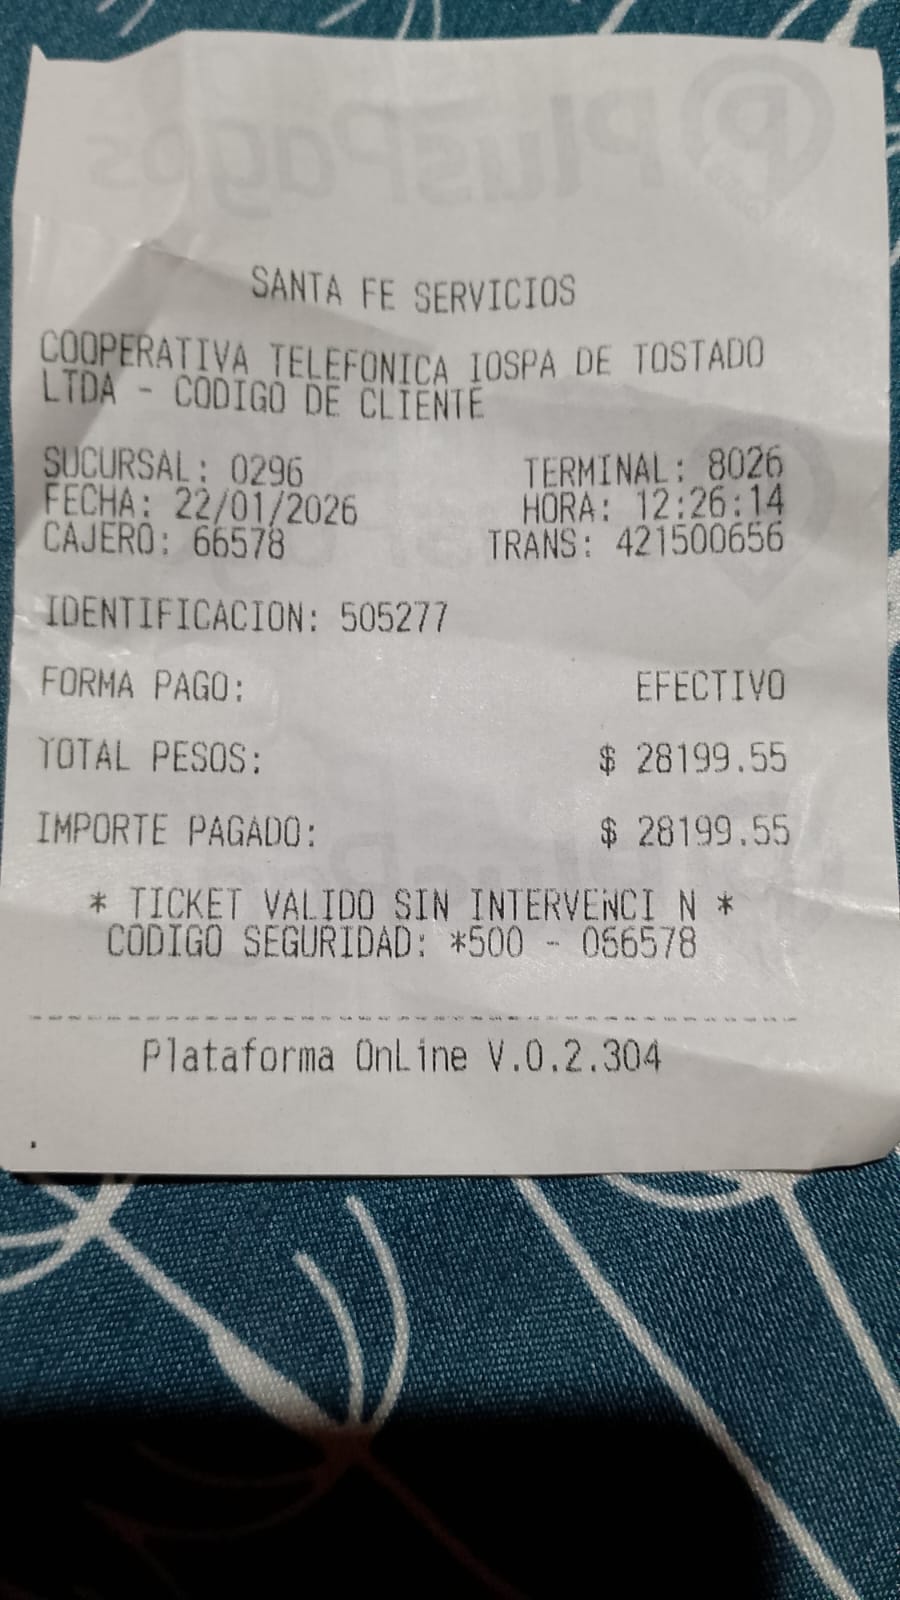 SANTA FE SERVICIOS
COOPERATIVA TELEFONICA IOSPA DE TOSTADO
LTDA - CODIGO DE CLIENTE
SUCURSAL: 0296 TERMINAL: 8026
FECHA: 22/01/2026 HORA: 12:26:14
CAJERO: 66578 TRANS: 421500656
IDENTIFICACION: 505277
FORMA PAGO: EFECTIVO
TOTAL PESOS: $ 28199.55
IMPORTE PAGADO: $ 28199.55
* TICKET VALIDO SIN INTERVENCI N *
CODIGO SEGURIDAD: *500 - 066578
Plataforma OnLine V.0.2.304